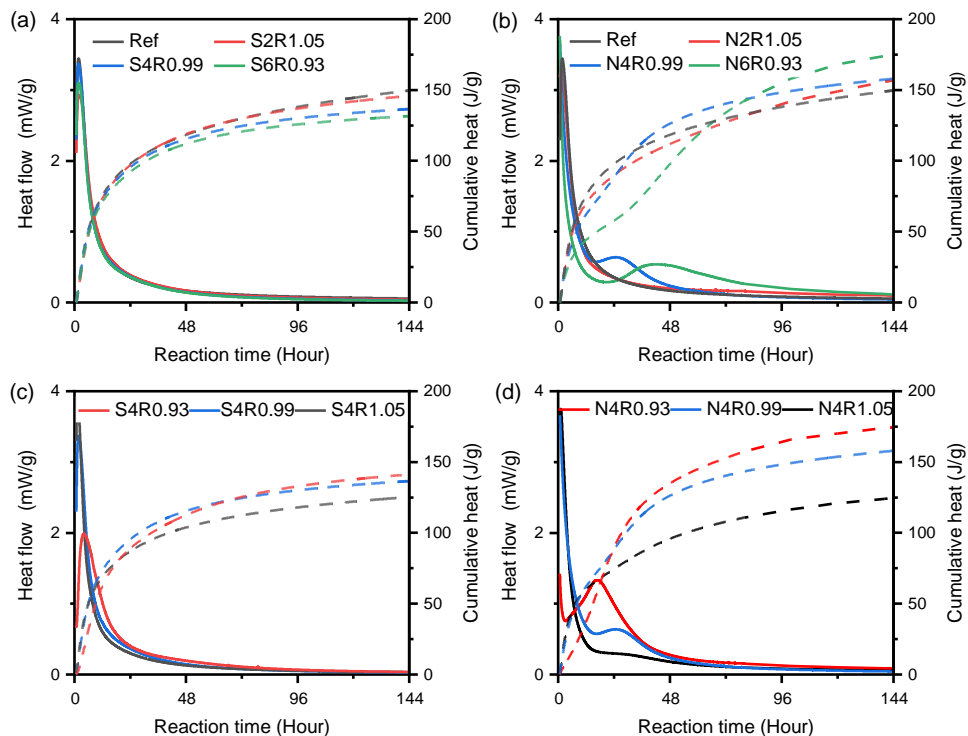 (a)
Ref S2R1.05
S4R0.99 S6R0.93
Heat flow (mW/g)
Cumulative heat (J/g)
4
2
0
200
150
100
50
0
0 48 96 144
Reaction time (Hour)
(b)
Ref N2R1.05
N4R0.99 N6R0.93
Heat flow (mW/g)
Cumulative heat (J/g)
4
2
0
200
150
100
50
0
0 48 96 144
Reaction time (Hour)
(c)
S4R0.93 S4R0.99 S4R1.05
Heat flow (mW/g)
Cumulative heat (J/g)
4
2
0
200
150
100
50
0
0 48 96 144
Reaction time (Hour)
(d)
N4R0.93 N4R0.99 N4R1.05
Heat flow (mW/g)
Cumulative heat (J/g)
4
2
0
200
150
100
50
0
0 48 96 144
Reaction time (Hour)